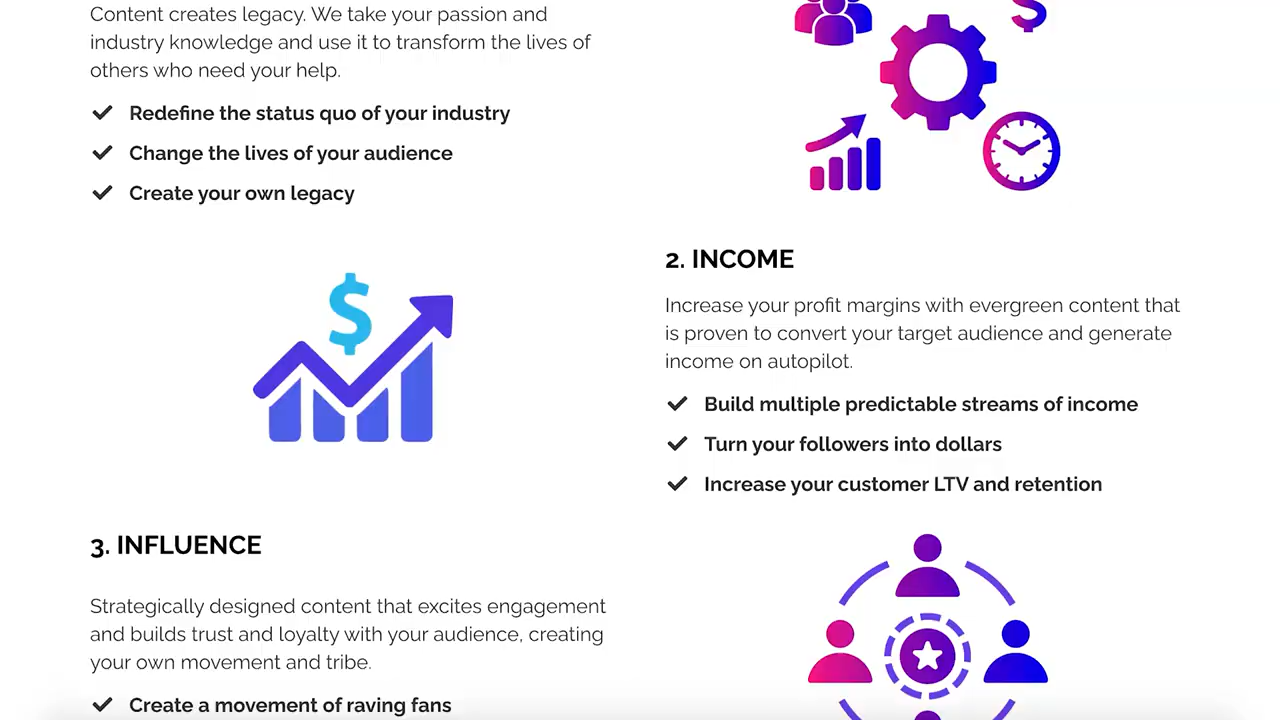 Content creates legacy. We take your passion and
industry knowledge and use it to transform the lives of
others who need your help.
Redefine the status quo of your industry
Change the lives of your audience
Create your own legacy
$
$
2. INCOME
Increase your profit margins with evergreen content that
is proven to convert your target audience and generate
income on autopilot.
Build multiple predictable streams of income
Turn your followers into dollars
Increase your customer LTV and retention
3. INFLUENCE
Strategically designed content that excites engagement
and builds trust and loyalty with your audience, creating
your own movement and tribe.
Create a movement of raving fans